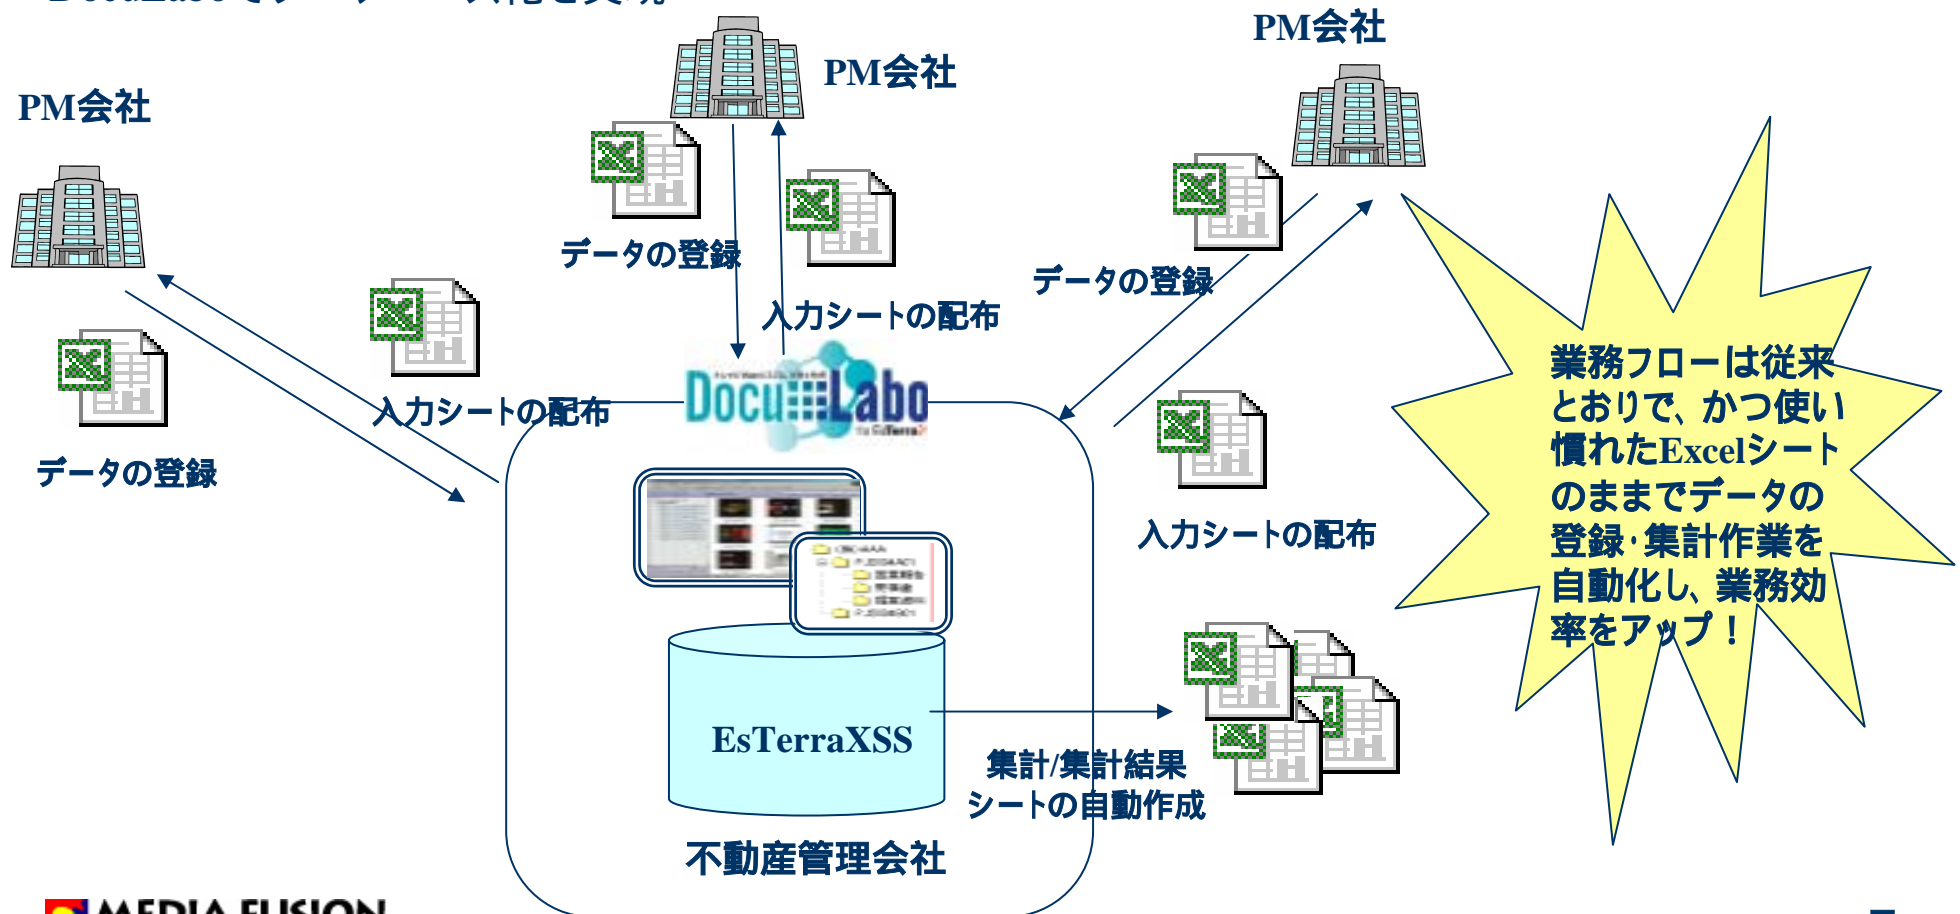 PM会社
PM会社
PM会社
データの登録
入力シートの配布
データの登録
入力シートの配布
データの登録
入力シートの配布
DocuLabo
業務フローは従来
とおりで、かつ使い
慣れたExcelシート
のままでデータの
登録・集計作業を
自動化し、業務効
率をアップ！
EsTerraXSS
集計/集計結果
シートの自動作成
不動産管理会社
MEDIA FUSION